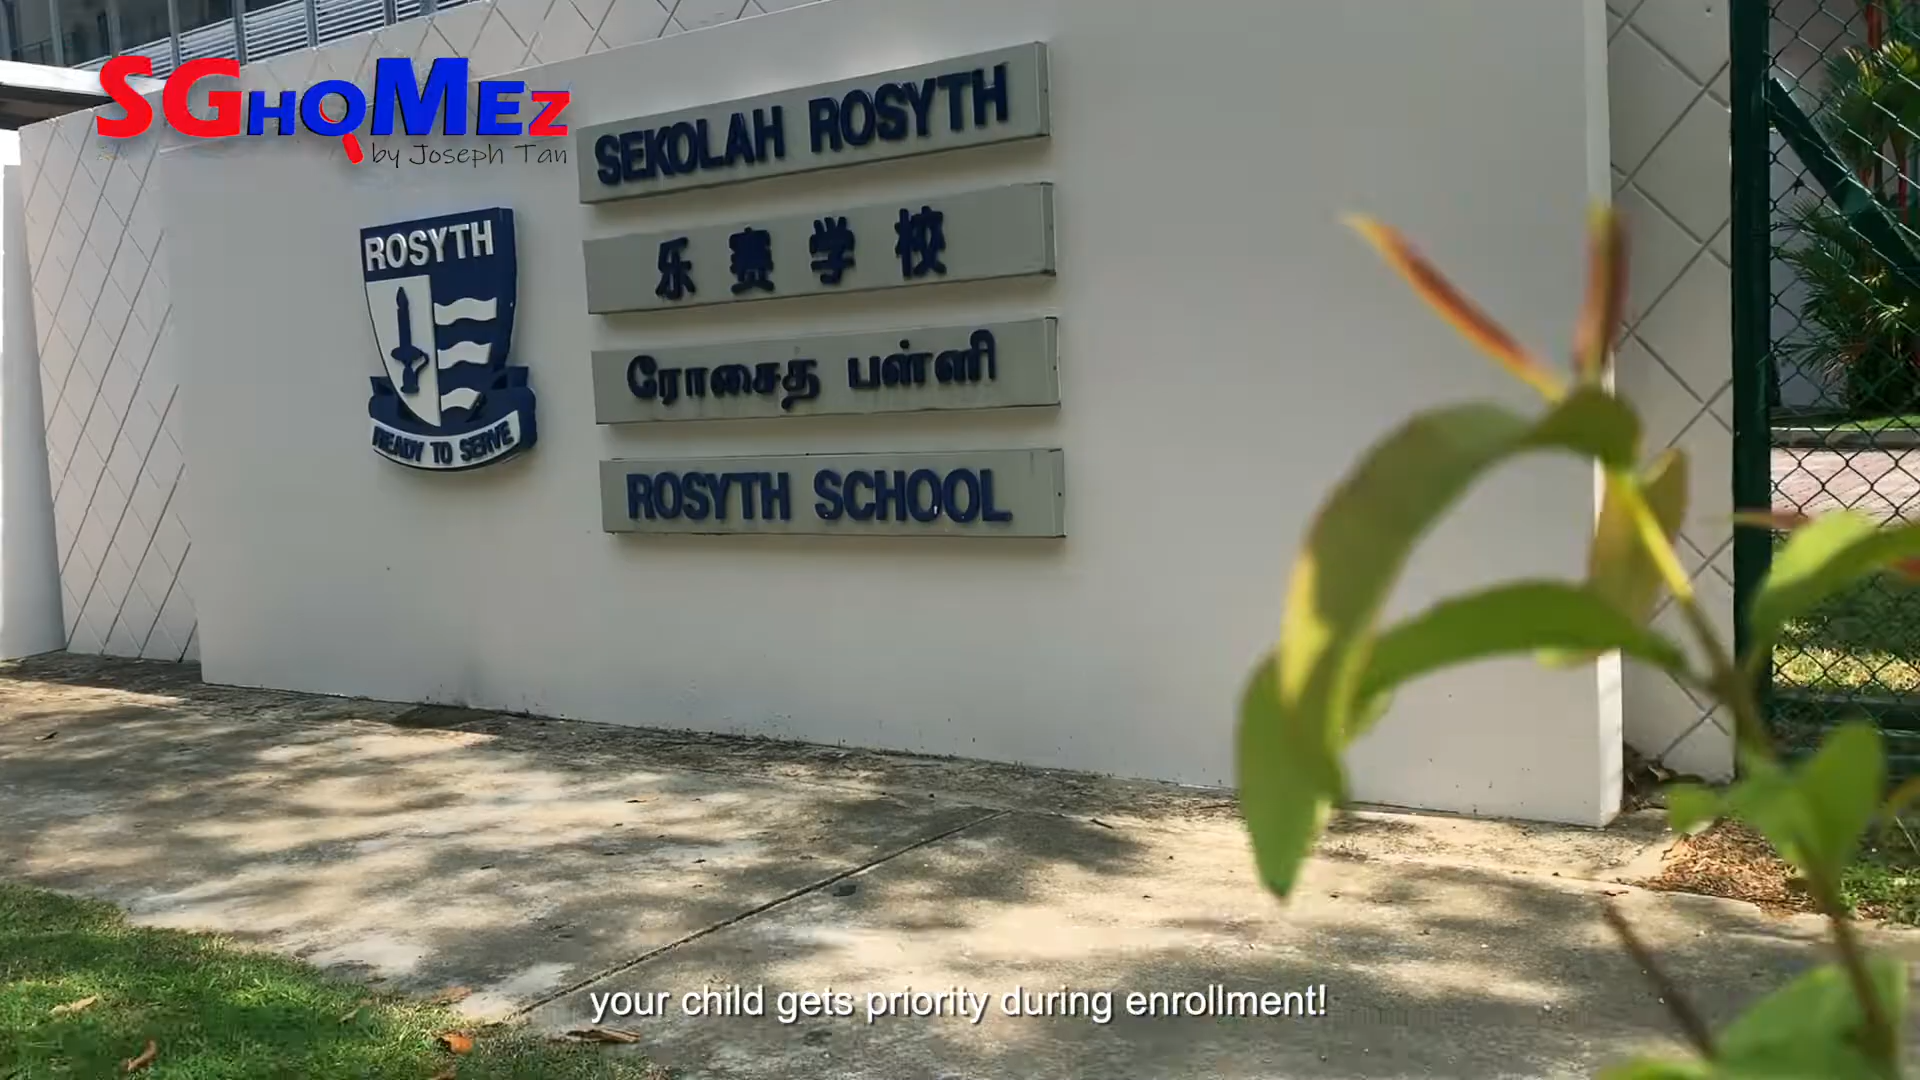 SGHOMEZ
by Joseph Tan
SEKOLAH ROSYTH
乐赛学校
ரோசைத பள்ளி
ROSYTH SCHOOL
ROSYTH
READY TO SERVE
your child gets priority during enrollment!